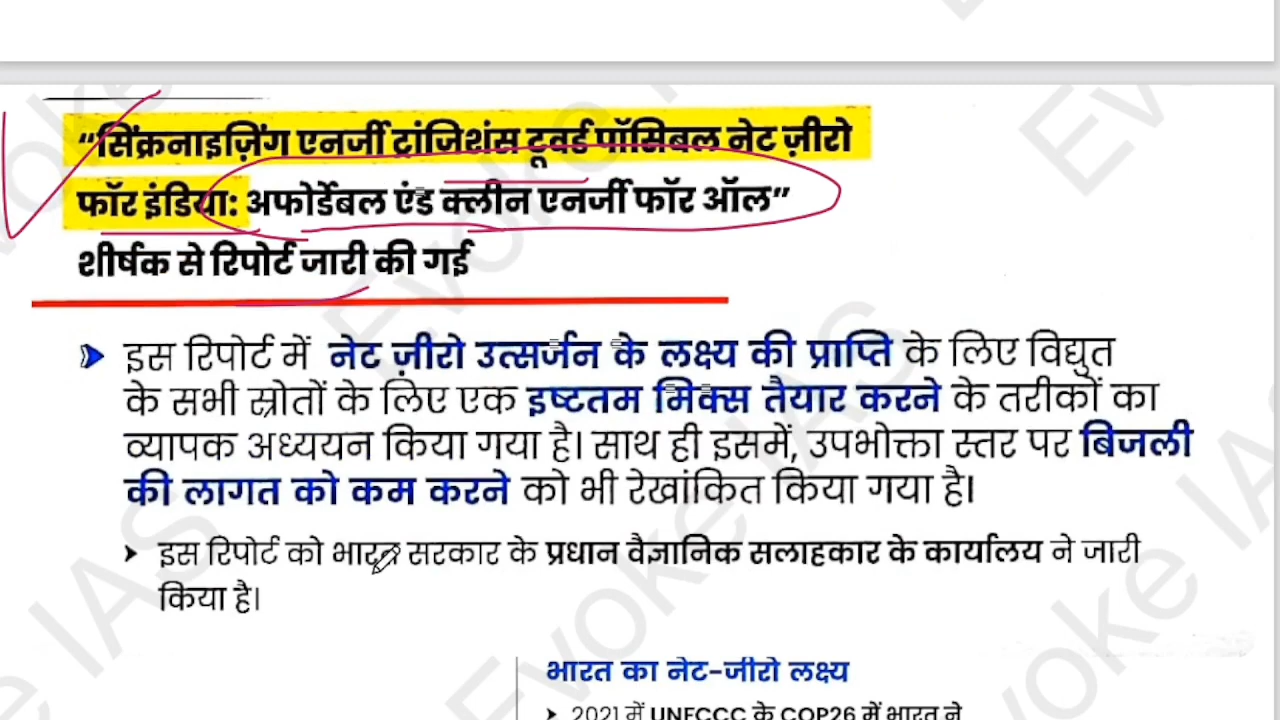 “सिंक्रनाइज़िंग एनर्जी ट्रांजिशंस टूवर्ड पॉसिबल नेट ज़ीरो
फॉर इंडिया: अफोर्डेबल एंड क्लीन एनर्जी फॉर ऑल”
शीर्षक से रिपोर्ट जारी की गई
इस रिपोर्ट में नेट ज़ीरो उत्सर्जन के लक्ष्य की प्राप्ति के लिए विद्युत
के सभी स्रोतों के लिए एक इष्टतम मिक्स तैयार करने के तरीकों का
व्यापक अध्ययन किया गया है। साथ ही इसमें, उपभोक्ता स्तर पर बिजली
की लागत को कम करने को भी रेखांकित किया गया है।
इस रिपोर्ट को भारत सरकार के प्रधान वैज्ञानिक सलाहकार के कार्यालय ने जारी
किया है।
भारत का नेट-जीरो लक्ष्य
2021 में UNFCCC के COP26 में भारत ने
Evoke IAS